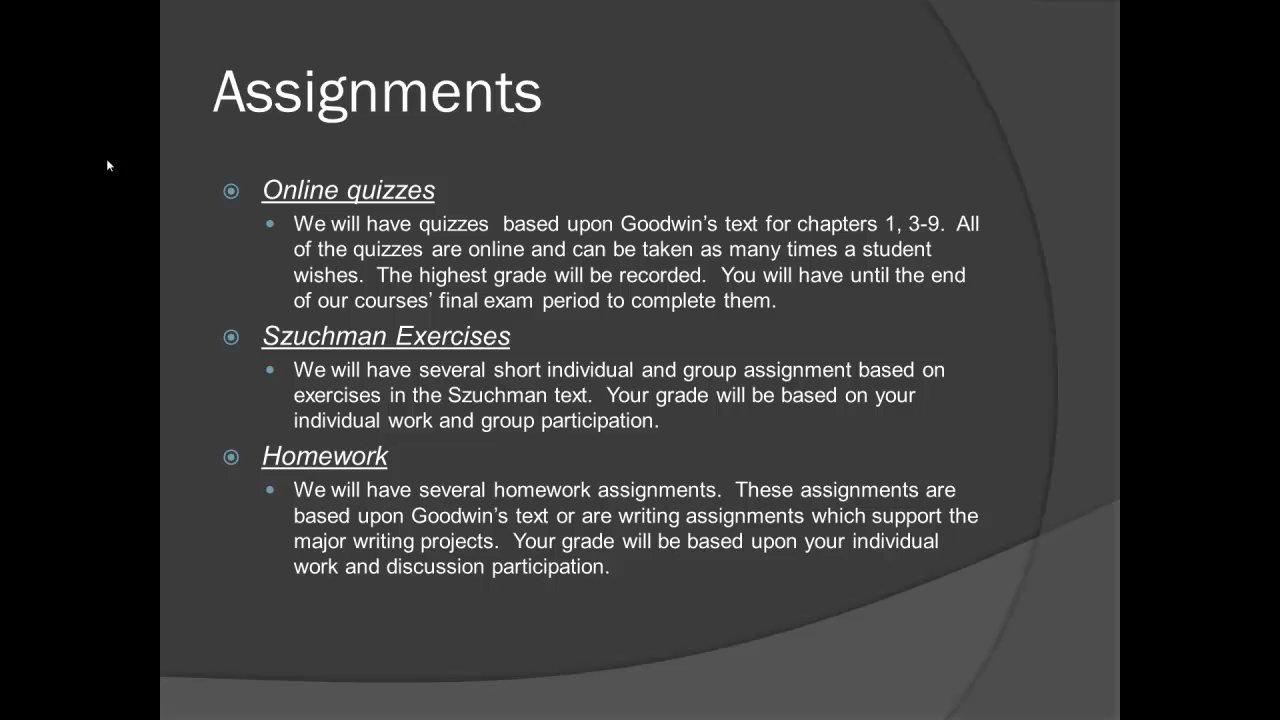 Assignments
Online quizzes
We will have quizzes  based upon Goodwin’s text for chapters 1, 3-9.  All
of the quizzes are online and can be taken as many times a student
wishes.  The highest grade will be recorded.  You will have until the end
of our courses’ final exam period to complete them.
Szuchman Exercises
We will have several short individual and group assignment based on
exercises in the Szuchman text.  Your grade will be based on your
individual work and group participation.
Homework
We will have several homework assignments.  These assignments are
based upon Goodwin’s text or are writing assignments which support the
major writing projects.  Your grade will be based upon your individual
work and discussion participation.